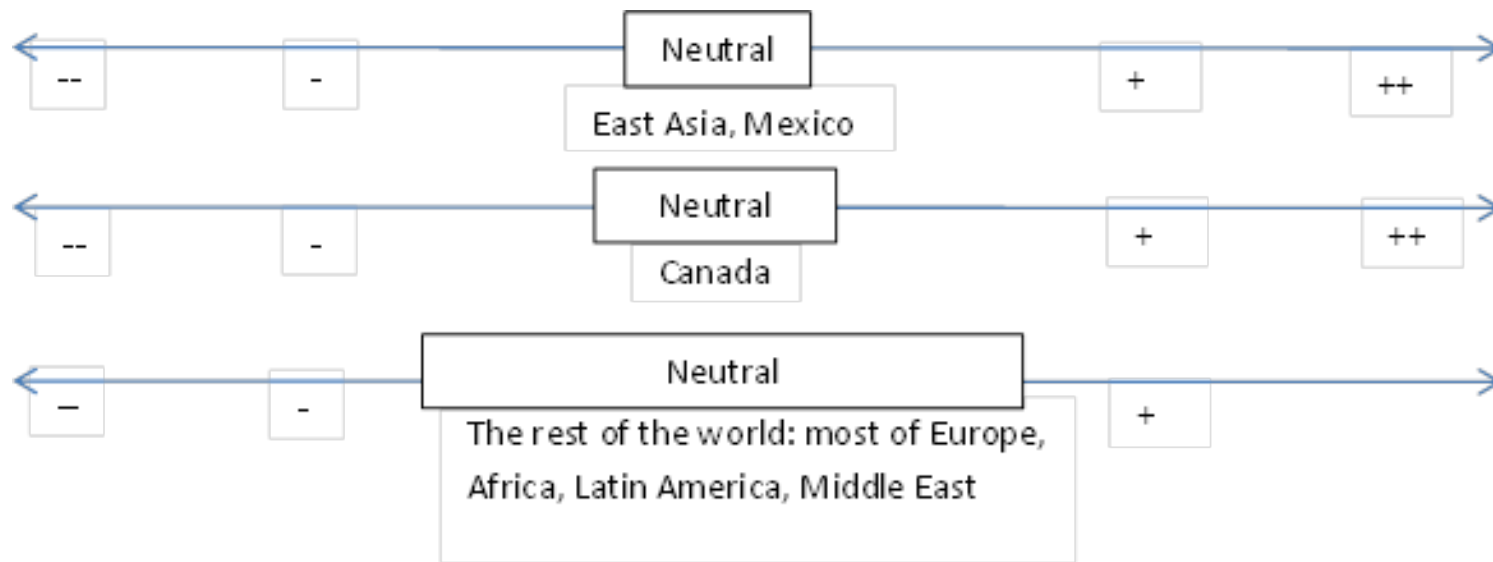 Neutral
-- - + ++
East Asia, Mexico
Neutral
-- - + ++
Canada
Neutral
– - +
The rest of the world: most of Europe,
Africa, Latin America, Middle East